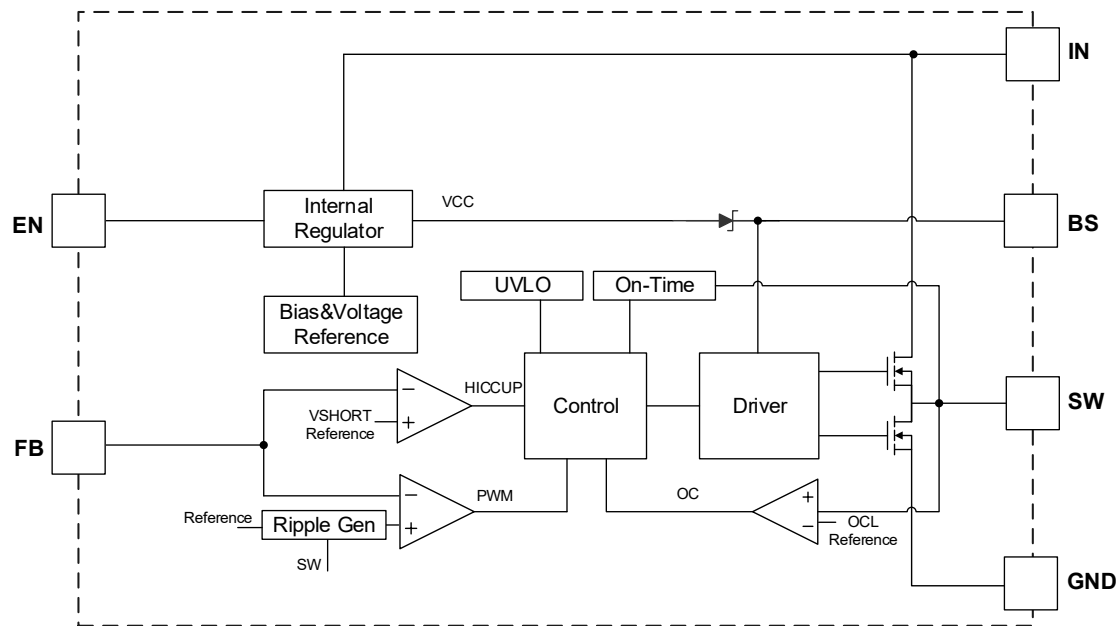 IN
EN
Internal
Regulator
VCC
BS
UVLO
On-Time
Bias&Voltage
Reference
HICCUP
VSHORT
Reference
−
+
Control
Driver
SW
FB
−
+
PWM
Reference
Ripple Gen
SW
OC
+
−
OCL
Reference
GND